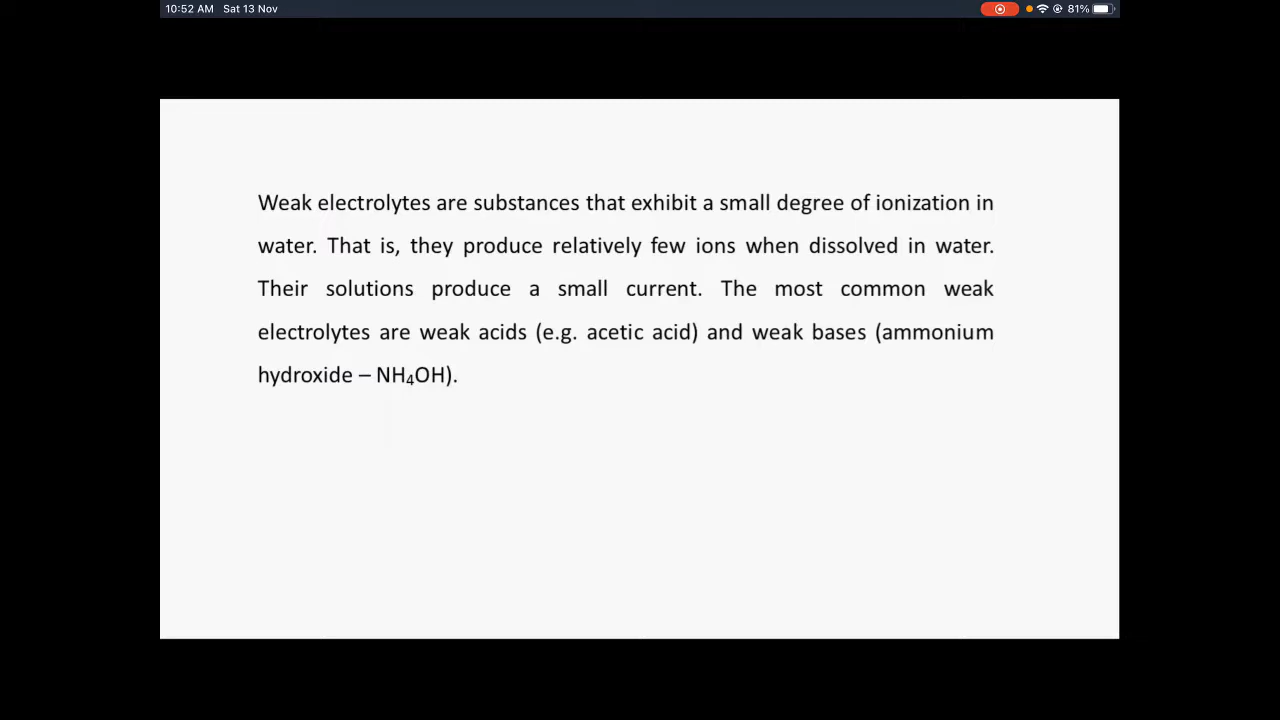 10:52 AM Sat 13 Nov 81%
Weak electrolytes are substances that exhibit a small degree of ionization in
water. That is, they produce relatively few ions when dissolved in water.
Their solutions produce a small current. The most common weak
electrolytes are weak acids (e.g. acetic acid) and weak bases (ammonium
hydroxide – NH₄OH).